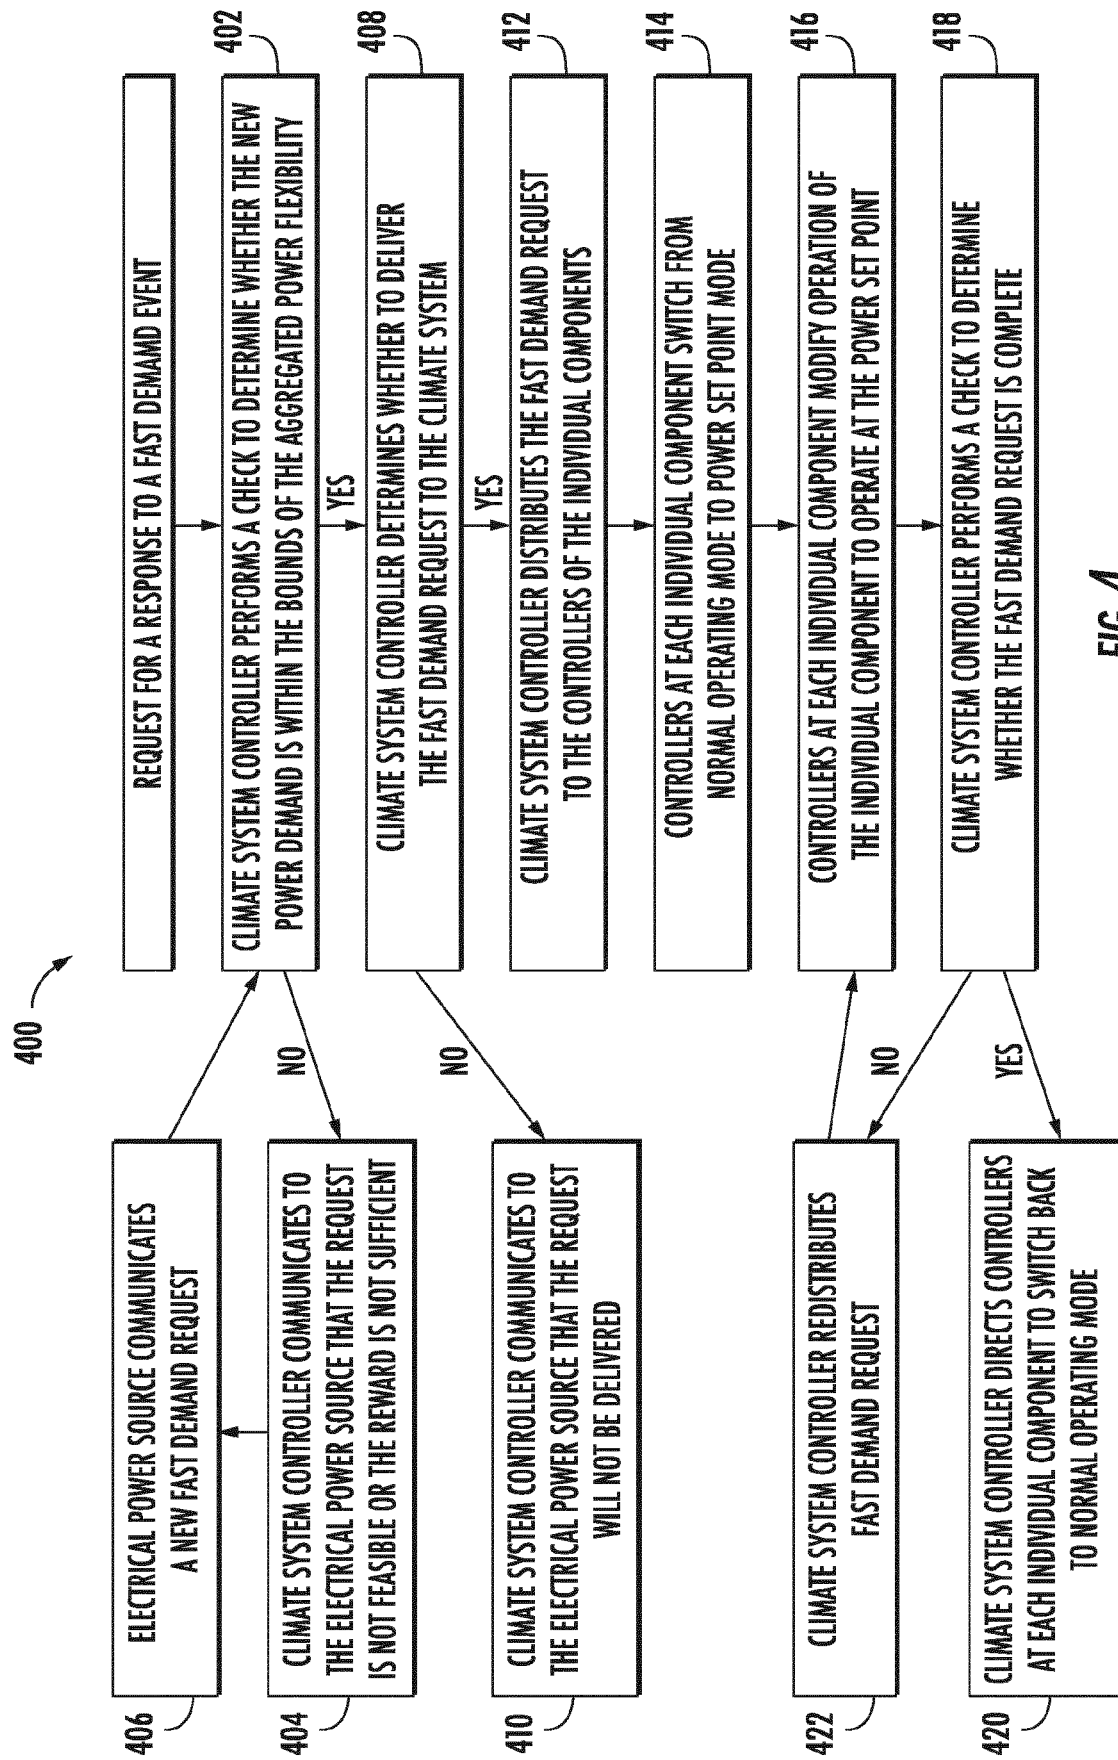 400
REQUEST FOR A RESPONSE TO A FAST DEMAMD EVENT
402
CLIMATE SYSTEM CONTROLLER PERFORMS A CHECK TO DETERMINE WHETHER THE NEW
POWER DEMAND IS WITHIN THE BOUNDS OF THE AGGREGATED POWER FLEXIBILITY
YES
NO
406
ELECTRICAL POWER SOURCE COMMUNICATES
A NEW FAST DEMAND REQUEST
404
CLIMATE SYSTEM CONTROLLER COMMUNICATES TO
THE ELECTRICAL POWER SOURCE THAT THE REQUEST
IS NOT FEASIBLE OR THE REWARD IS NOT SUFFICIENT
408
CLIMATE SYSTEM CONTROLLER DETERMINES WHETHER TO DELIVER
THE FAST DEMAND REQUEST TO THE CLIMATE SYSTEM
YES
NO
410
CLIMATE SYSTEM CONTROLLER COMMUNICATES TO
THE ELECTRICAL POWER SOURCE THAT THE REQUEST
WILL NOT BE DELIVERED
412
CLIMATE SYSTEM CONTROLLER DISTRIBUTES THE FAST DEMAND REQUEST
TO THE CONTROLLERS OF THE INDIVIDUAL COMPONENTS
414
CONTROLLERS AT EACH INDIVIDUAL COMPONENT SWITCH FROM
NORMAL OPERATING MODE TO POWER SET POINT MODE
416
CONTROLLERS AT EACH INDIVIDUAL COMPONENT MODIFY OPERATION OF
THE INDIVIDUAL COMPONENT TO OPERATE AT THE POWER SET POINT
422
CLIMATE SYSTEM CONTROLLER REDISTRIBUTES
FAST DEMAND REQUEST
418
CLIMATE SYSTEM CONTROLLER PERFORMS A CHECK TO DETERMINE
WHETHER THE FAST DEMAND REQUEST IS COMPLETE
NO
YES
420
CLIMATE SYSTEM CONTROLLER DIRECTS CONTROLLERS
AT EACH INDIVIDUAL COMPONENT TO SWITCH BACK
TO NORMAL OPERATING MODE
FIG. 4